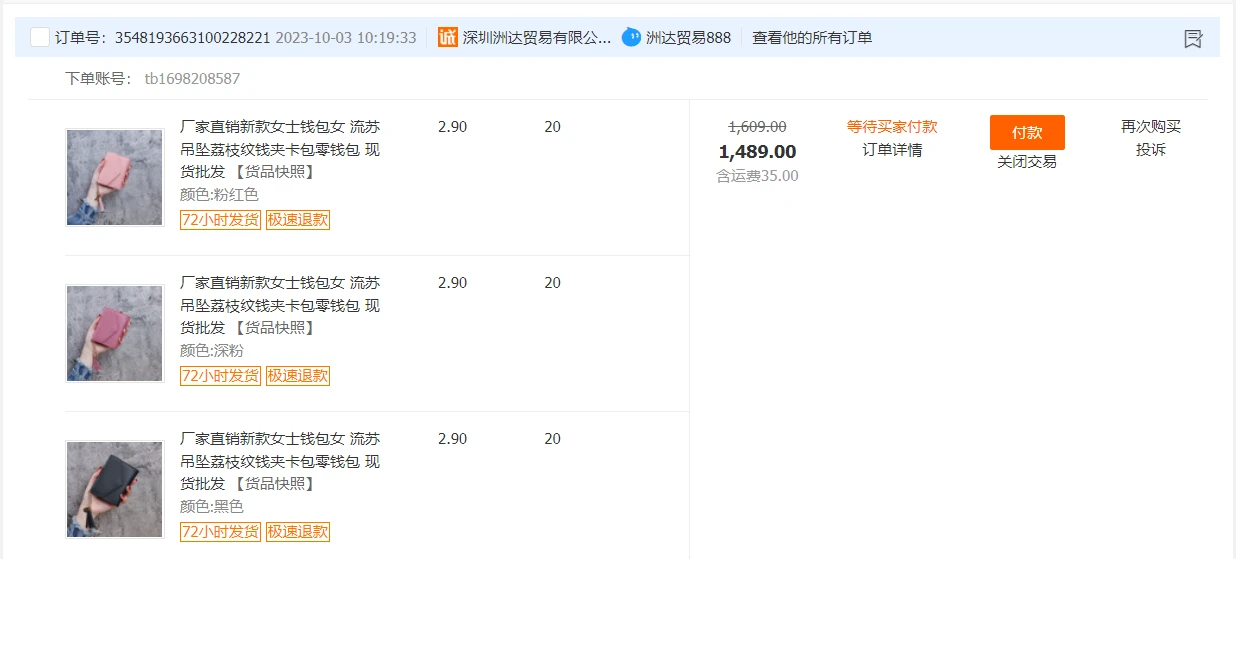 订单号：3548193663100228221 2023-10-03 10:19:33 诚 深圳洲达贸易有限公... 洲达贸易888 查看他的所有订单
下单账号： tb1698208587
厂家直销新款女士钱包女 流苏
吊坠荔枝纹钱夹卡包零钱包 现
货批发 【货品快照】
颜色:粉红色
72小时发货 极速退款
2.90
20
1,609.00
1,489.00
含运费35.00
等待买家付款
订单详情
付款
关闭交易
再次购买
投诉
厂家直销新款女士钱包女 流苏
吊坠荔枝纹钱夹卡包零钱包 现
货批发 【货品快照】
颜色:深粉
72小时发货 极速退款
2.90
20
厂家直销新款女士钱包女 流苏
吊坠荔枝纹钱夹卡包零钱包 现
货批发 【货品快照】
颜色:黑色
72小时发货 极速退款
2.90
20